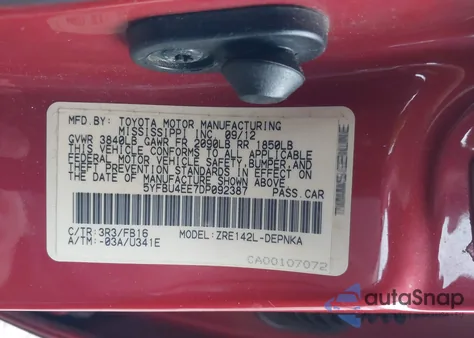 MFD BY: TOYOTA MOTOR MANUFACTURING
MISSISSIPPI INC 09/12
GVWR 3840LB GAWR FR 2090LB RR 1850LB
THIS VEHICLE CONFORMS TO ALL APPLICABLE
FEDERAL MOTOR VEHICLE SAFETY,BUMPER,AND
THEFT PREVENTION STANDARDS IN EFFECT ON
THE DATE OF MANUFACTURE SHOWN ABOVE.
5YFBU4EE7DP092387 PASS.CAR
C/TR: 3R3/FB16 MODEL: ZRE142L-DEPNKA
A/TM: -03A/U341E
CA00107072
GENUINE
autoSnap